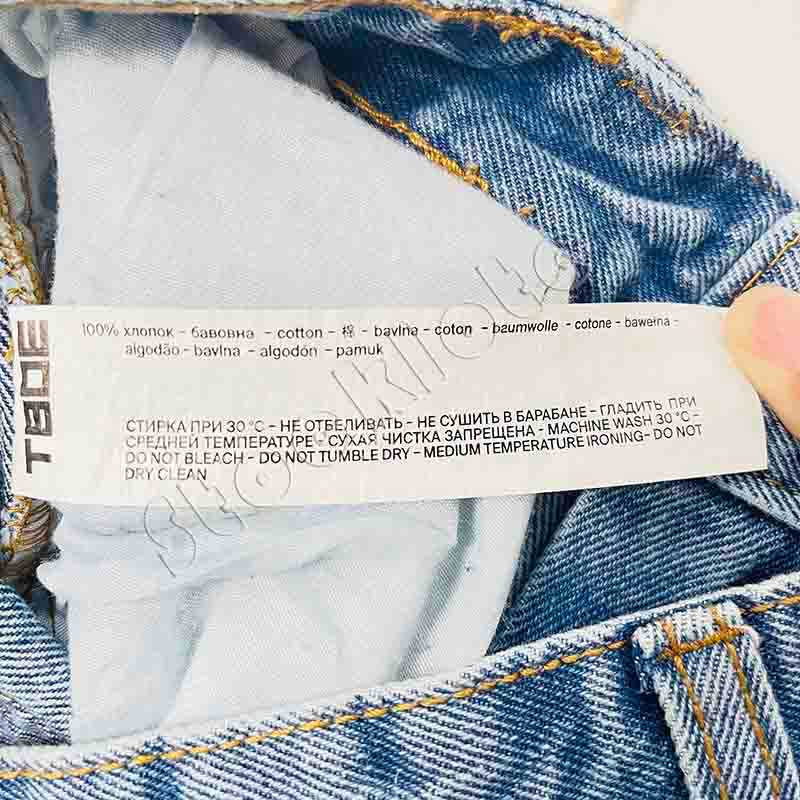 ТВОЕ
100% хлопок - бавовна - cotton - 棉 - bavlna - coton - baumwolle - cotone - bawełna -
algodão - bavlna - algodón - pamuk
СТИРКА ПРИ 30 °C - НЕ ОТБЕЛИВАТЬ - НЕ СУШИТЬ В БАРАБАНЕ - ГЛАДИТЬ ПРИ
СРЕДНЕЙ ТЕМПЕРАТУРЕ - СУХАЯ ЧИСТКА ЗАПРЕЩЕНА - MACHINE WASH 30 °C -
DO NOT BLEACH - DO NOT TUMBLE DRY - MEDIUM TEMPERATURE IRONING- DO NOT
DRY CLEAN